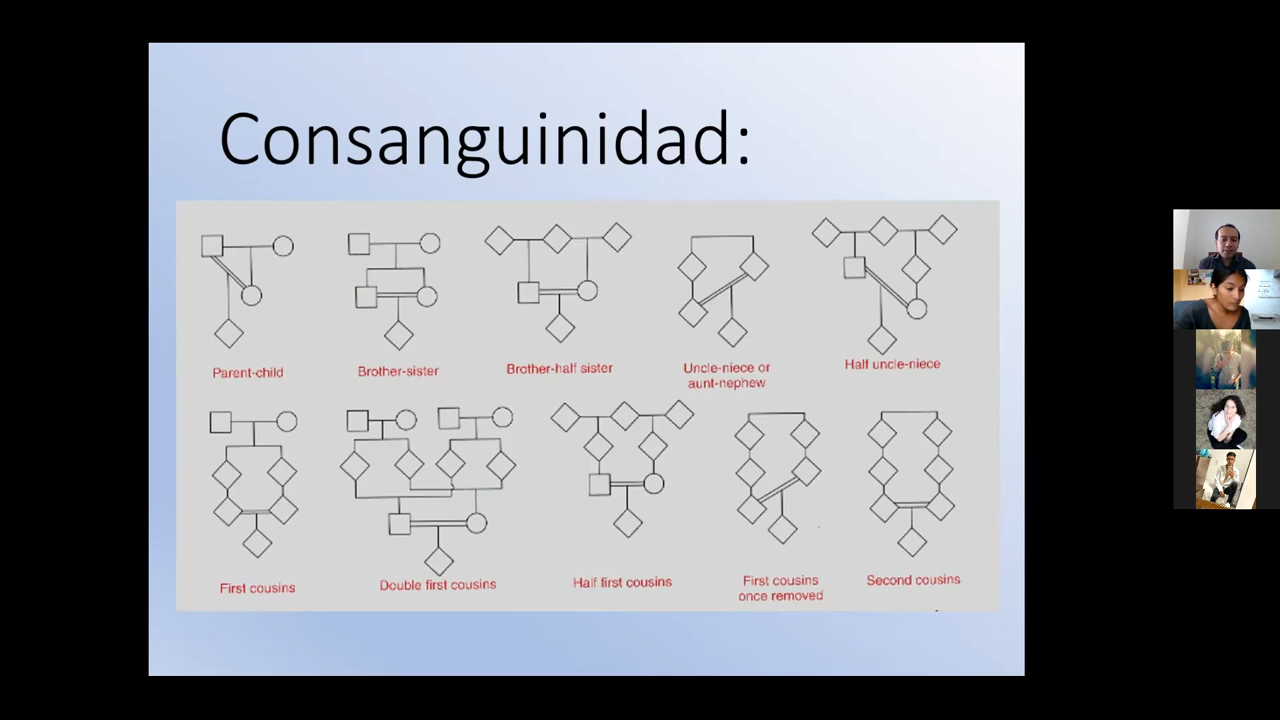 Consanguinidad:
Parent-child
Brother-sister
Brother-half sister
Uncle-niece or
aunt-nephew
Half uncle-niece
First cousins
Double first cousins
Half first cousins
First cousins
once removed
Second cousins